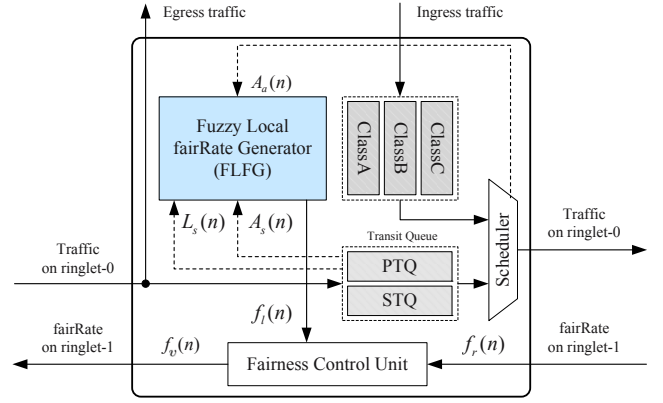 Egress traffic
Ingress traffic
A_a(n)
Fuzzy Local
fairRate Generator
(FLFG)
ClassA
ClassB
ClassC
L_s(n)
A_s(n)
Transit Queue
PTQ
STQ
Scheduler
Traffic
on ringlet-0
Traffic
on ringlet-0
f_l(n)
fairRate
on ringlet-1
f_v(n)
Fairness Control Unit
f_r(n)
fairRate
on ringlet-1